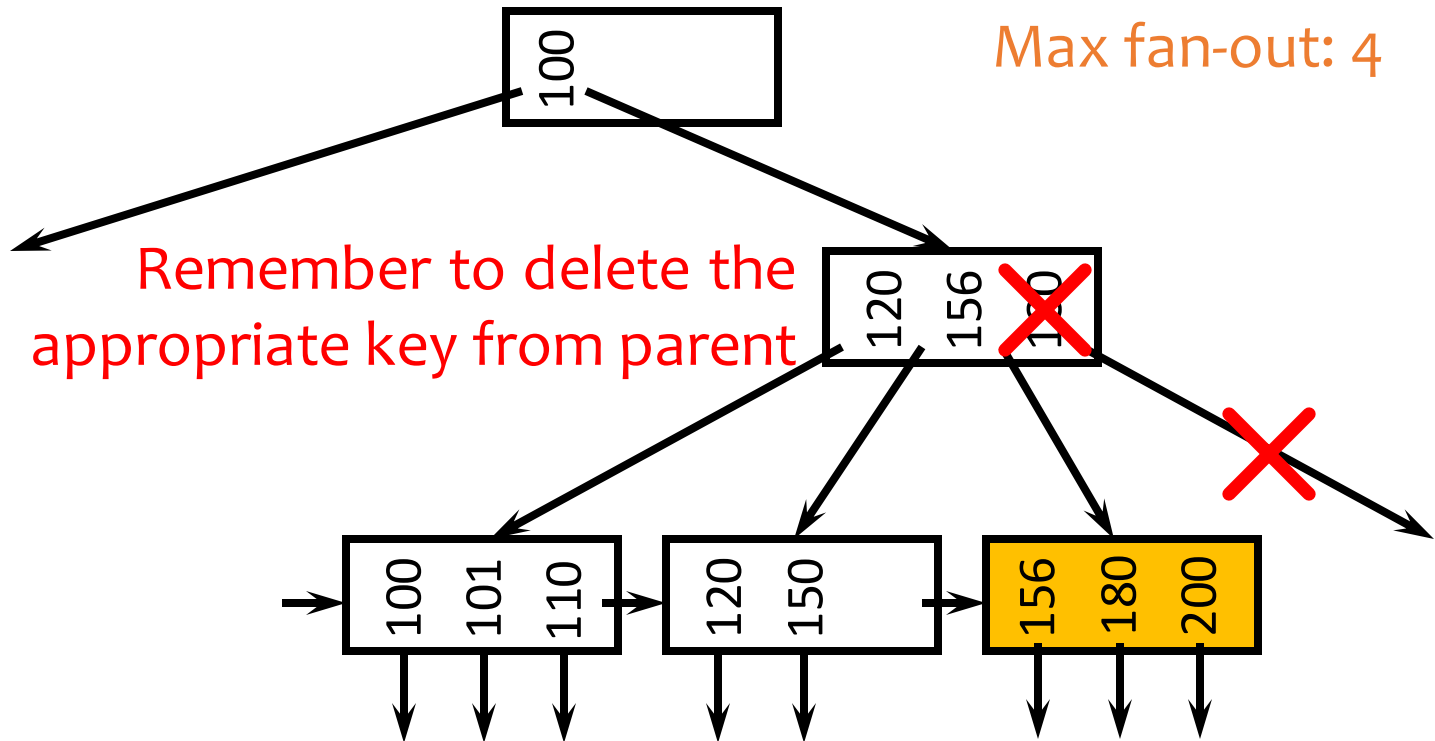 100
Max fan-out: 4
Remember to delete the
appropriate key from parent
120 156
100 101 110
120 150
156 180 200